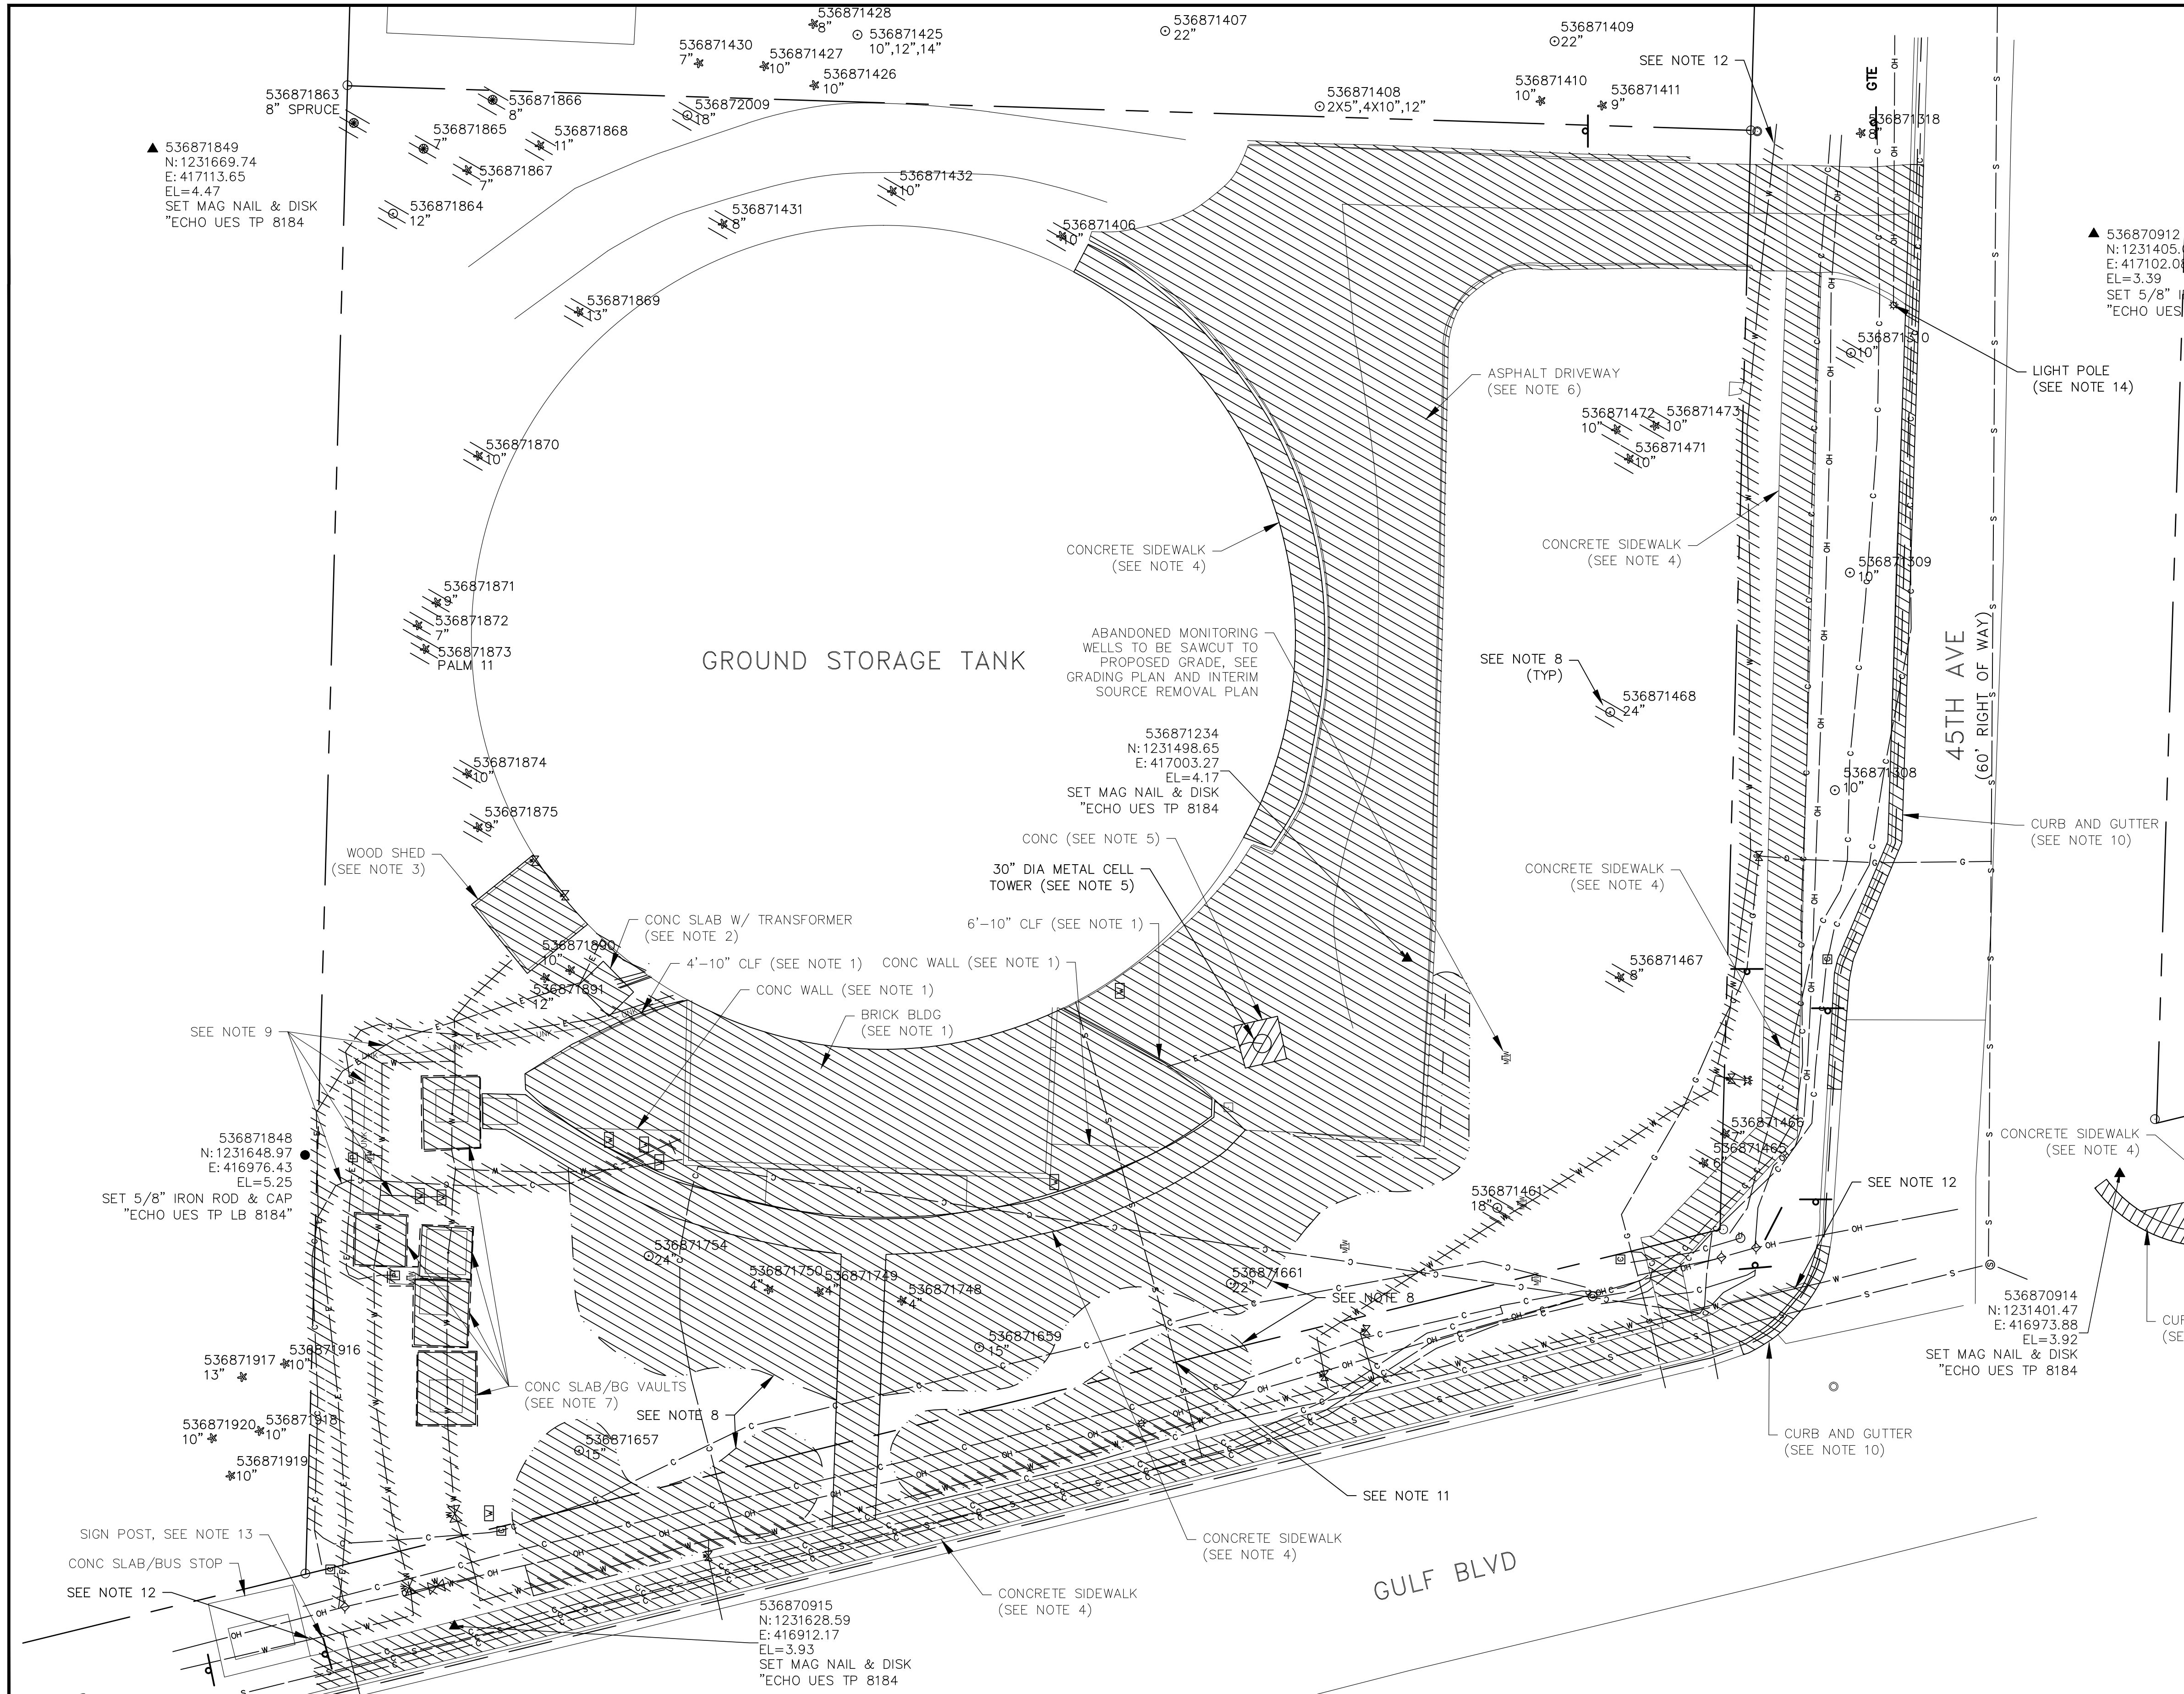 536871428
8"
536871425
10",12",14"
536871430
7"
536871427
10"
536871426
10"
536871407
22"
536871409
22"
SEE NOTE 12
GTE
536871863
8" SPRUCE
536871866
8"
536872009
18"
536871408
2X5",4X10",12"
536871410
10"
536871411
9"
536871318
536871865
7"
536871868
11"
536871867
7"
536871849
N:1231669.74
E:417113.65
EL=4.47
SET MAG NAIL & DISK
"ECHO UES TP 8184
536871864
12"
536871432
10"
536871431
8"
536871406
10"
536870912
N:1231405.
E:417102.08
EL=3.39
SET 5/8" I
"ECHO UES
536871869
13"
536871310
10"
LIGHT POLE
(SEE NOTE 14)
ASPHALT DRIVEWAY
(SEE NOTE 6)
536871472
10"
536871473
10"
536871471
10"
536871870
10"
CONCRETE SIDEWALK
(SEE NOTE 4)
CONCRETE SIDEWALK
(SEE NOTE 4)
536871309
10"
536871871
9"
536871872
7"
536871873
PALM 11
GROUND STORAGE TANK
ABANDONED MONITORING
WELLS TO BE SAWCUT TO
PROPOSED GRADE, SEE
GRADING PLAN AND INTERIM
SOURCE REMOVAL PLAN
SEE NOTE 8
(TYP)
536871468
24"
45TH AVE
(60' RIGHT OF WAY)
536871234
N:1231498.65
E:417003.27
EL=4.17
SET MAG NAIL & DISK
"ECHO UES TP 8184
536871874
10"
536871875
9"
536871308
10"
CURB AND GUTTER
(SEE NOTE 10)
WOOD SHED
(SEE NOTE 3)
CONC (SEE NOTE 5)
30" DIA METAL CELL
TOWER (SEE NOTE 5)
CONCRETE SIDEWALK
(SEE NOTE 4)
CONC SLAB W/ TRANSFORMER
(SEE NOTE 2)
6'-10" CLF (SEE NOTE 1)
536871890
10"
536871891
12"
4'-10" CLF (SEE NOTE 1)
CONC WALL (SEE NOTE 1)
536871467
8"
CONC WALL (SEE NOTE 1)
BRICK BLDG
(SEE NOTE 1)
SEE NOTE 9
536871848
N:1231648.97
E:416976.43
EL=5.25
SET 5/8" IRON ROD & CAP
"ECHO UES TP LB 8184"
536871466
7"
536871465
6"
CONCRETE SIDEWALK
(SEE NOTE 4)
536871461
18"
SEE NOTE 12
536871754
24"
536871750
4"
536871749
4"
536871748
4"
536871661
22"
SEE NOTE 8
536870914
N:1231401.47
E:416973.88
EL=3.92
SET MAG NAIL & DISK
"ECHO UES TP 8184
CUR
(SE
536871659
15"
536871917
13"
536871916
10"
CONC SLAB/BG VAULTS
(SEE NOTE 7)
SEE NOTE 8
536871920
10"
536871918
10"
536871657
15"
536871919
10"
CURB AND GUTTER
(SEE NOTE 10)
SEE NOTE 11
SIGN POST, SEE NOTE 13
CONC SLAB/BUS STOP
SEE NOTE 12
CONCRETE SIDEWALK
(SEE NOTE 4)
GULF BLVD
CONCRETE SIDEWALK
(SEE NOTE 4)
536870915
N:1231628.59
E:416912.17
EL=3.93
SET MAG NAIL & DISK
"ECHO UES TP 8184